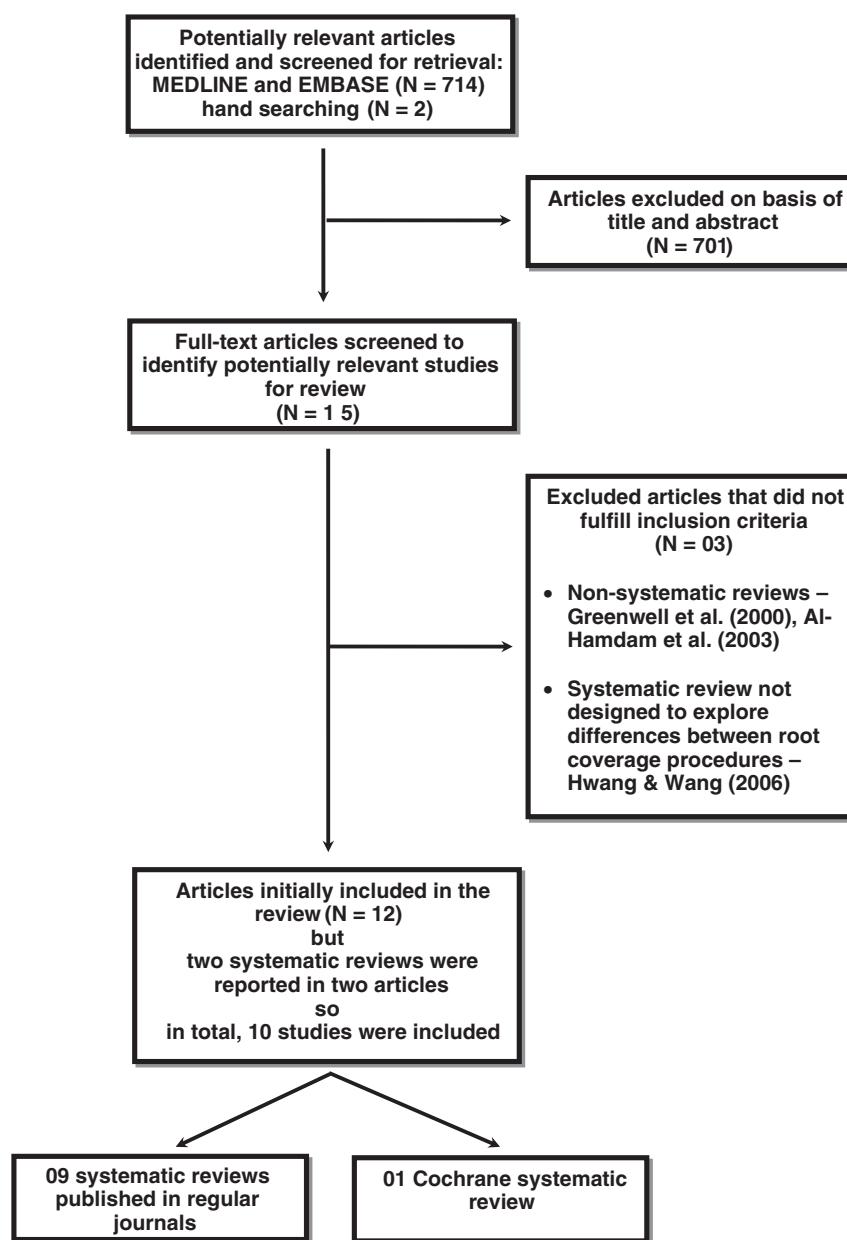 Potentially relevant articles
identified and screened for retrieval:
MEDLINE and EMBASE (N = 714)
hand searching (N = 2)
Articles excluded on basis of
title and abstract
(N = 701)
Full-text articles screened to
identify potentially relevant studies
for review
(N = 1 5)
Excluded articles that did not
fulfill inclusion criteria
(N = 03)
• Non-systematic reviews –
Greenwell et al. (2000), Al-
Hamdam et al. (2003)
• Systematic review not
designed to explore
differences between root
coverage procedures –
Hwang & Wang (2006)
Articles initially included in the
review (N = 12)
but
two systematic reviews were
reported in two articles
so
in total, 10 studies were included
09 systematic reviews
published in regular
journals
01 Cochrane systematic
review